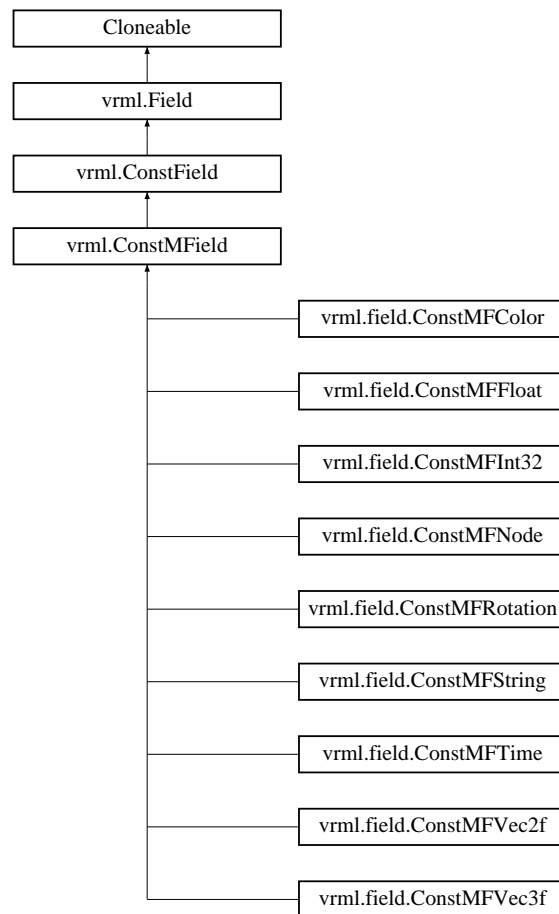 Cloneable
vrml.Field
vrml.ConstField
vrml.ConstMField
vrml.field.ConstMFColor
vrml.field.ConstMFFloat
vrml.field.ConstMFInt32
vrml.field.ConstMFNode
vrml.field.ConstMFRotation
vrml.field.ConstMFString
vrml.field.ConstMFTime
vrml.field.ConstMFVec2f
vrml.field.ConstMFVec3f